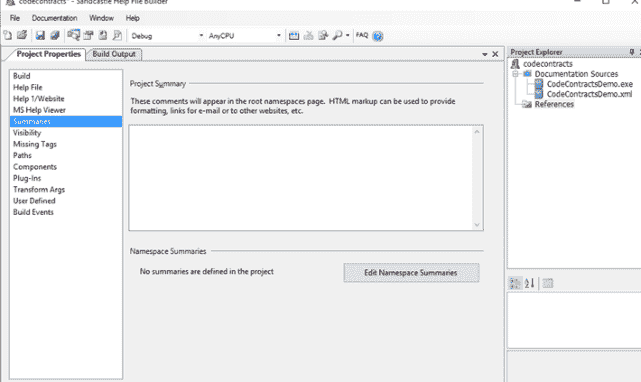 codecontracts* - Sandcastle Help File Builder
File Documentation Window Help
Debug AnyCPU FAQ
Project Properties Build Output
Project Explorer
Build
Help File
Help 1/Website
MS Help Viewer
Summaries
Visibility
Missing Tags
Paths
Components
Plug-Ins
Transform Args
User Defined
Build Events
Project Summary
These comments will appear in the root namespaces page. HTML markup can be used to provide
formatting, links for e-mail or to other websites, etc.
Namespace Summaries
No summaries are defined in the project
Edit Namespace Summaries
codecontracts
Documentation Sources
CodeContractsDemo.exe
CodeContractsDemo.xml
References